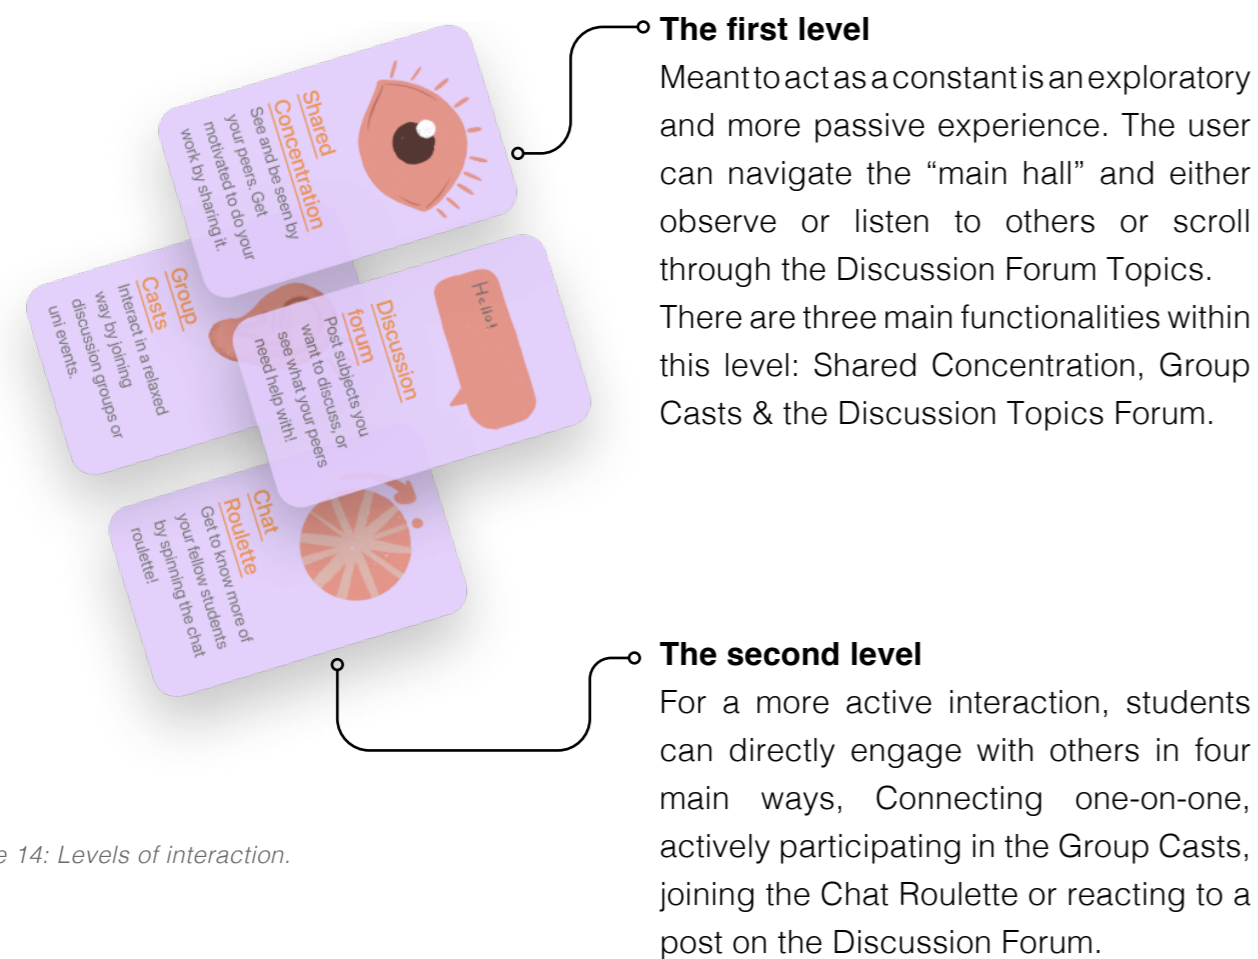 Shared
Concentration
See and be seen by
your peers. Get
motivated to do your
work by sharing it.
Group
Casts
Interact in a relaxed
way by joining
discussion groups or
uni events.
Hello!
Discussion
forum
Post subjects you
want to discuss, or
see what your peers
need help with!
Chat
Roulette
Get to know more of
your fellow students
by spinning the chat
roulette!
The first level
Meant to act as a constant is an exploratory
and more passive experience. The user
can navigate the “main hall” and either
observe or listen to others or scroll
through the Discussion Forum Topics.
There are three main functionalities within
this level: Shared Concentration, Group
Casts & the Discussion Topics Forum.
The second level
For a more active interaction, students
can directly engage with others in four
main ways, Connecting one-on-one,
actively participating in the Group Casts,
joining the Chat Roulette or reacting to a
post on the Discussion Forum.
e 14: Levels of interaction.